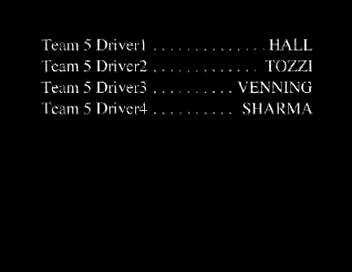 Team 5 Driver1 . . . . . . . . . . . . . . HALL
Team 5 Driver2 . . . . . . . . . . . . . TOZZI
Team 5 Driver3 . . . . . . . . . . VENNING
Team 5 Driver4 . . . . . . . . . . SHARMA